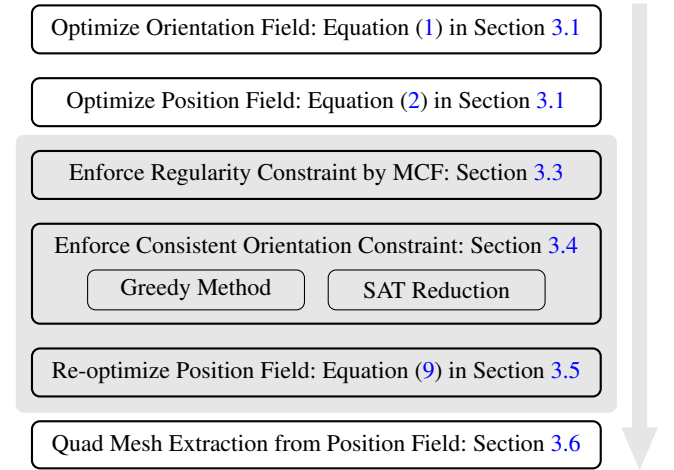 Optimize Orientation Field: Equation (1) in Section 3.1
Optimize Position Field: Equation (2) in Section 3.1
Enforce Regularity Constraint by MCF: Section 3.3
Enforce Consistent Orientation Constraint: Section 3.4
Greedy Method
SAT Reduction
Re-optimize Position Field: Equation (9) in Section 3.5
Quad Mesh Extraction from Position Field: Section 3.6